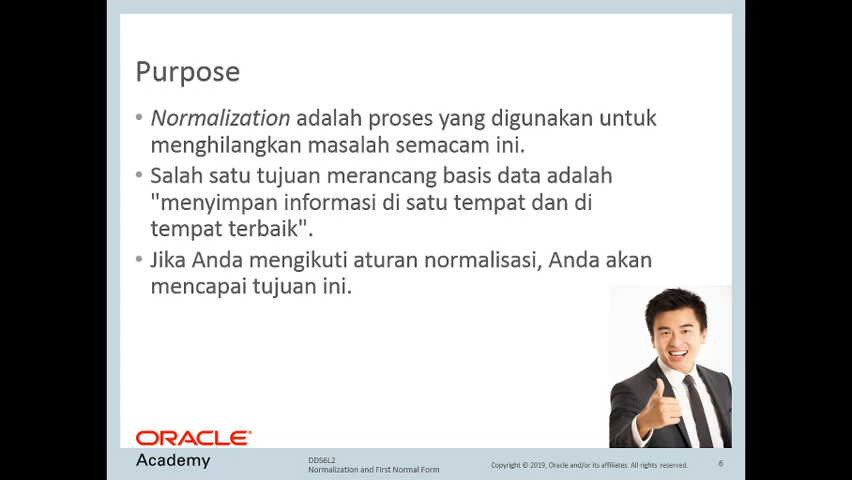 Purpose
• Normalization adalah proses yang digunakan untuk
menghilangkan masalah semacam ini.
• Salah satu tujuan merancang basis data adalah
"menyimpan informasi di satu tempat dan di
tempat terbaik".
• Jika Anda mengikuti aturan normalisasi, Anda akan
mencapai tujuan ini.
ORACLE®
Academy
DDS6L2
Normalization and First Normal Form
Copyright © 2019, Oracle and/or its affiliates. All rights reserved.
6